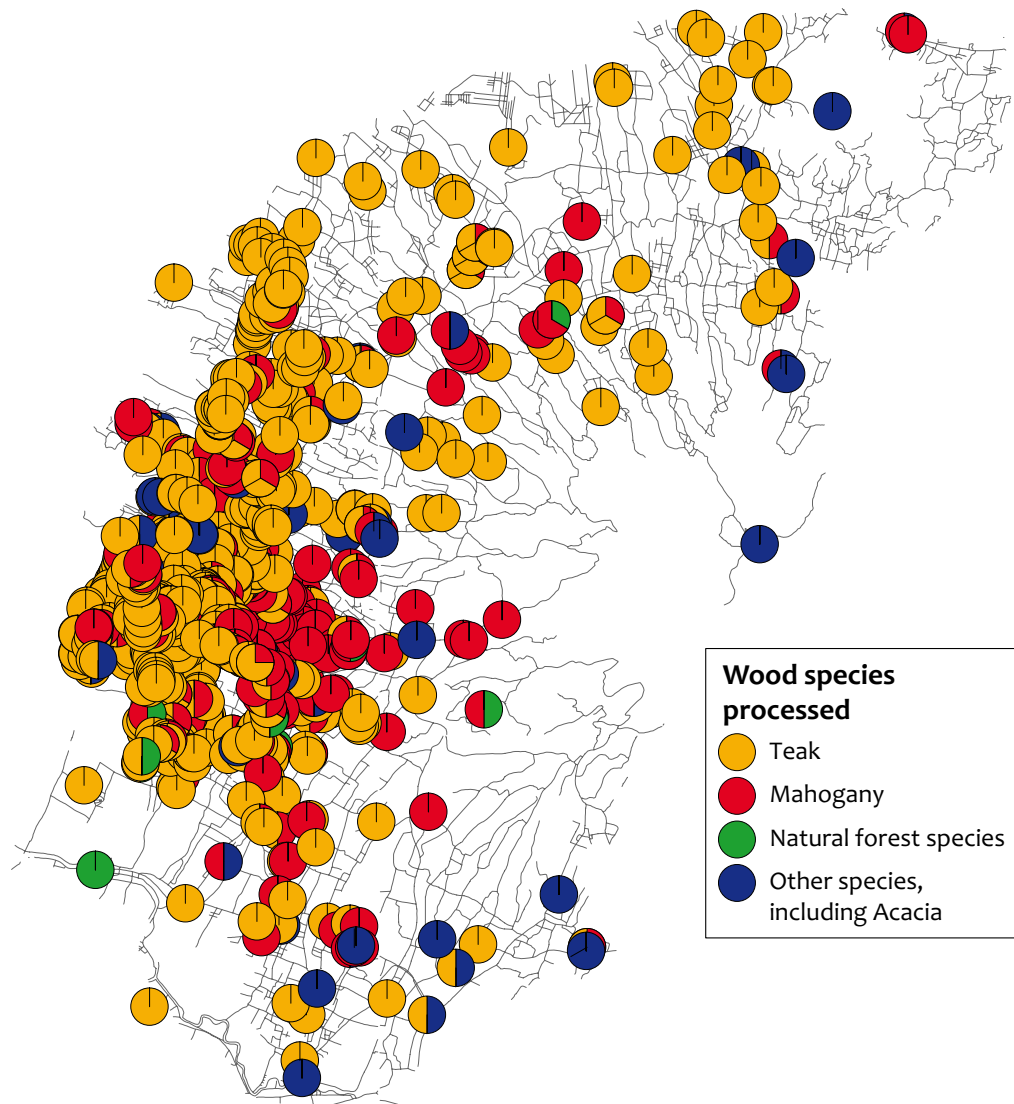 Wood species
processed
Teak
Mahogany
Natural forest species
Other species,
including Acacia